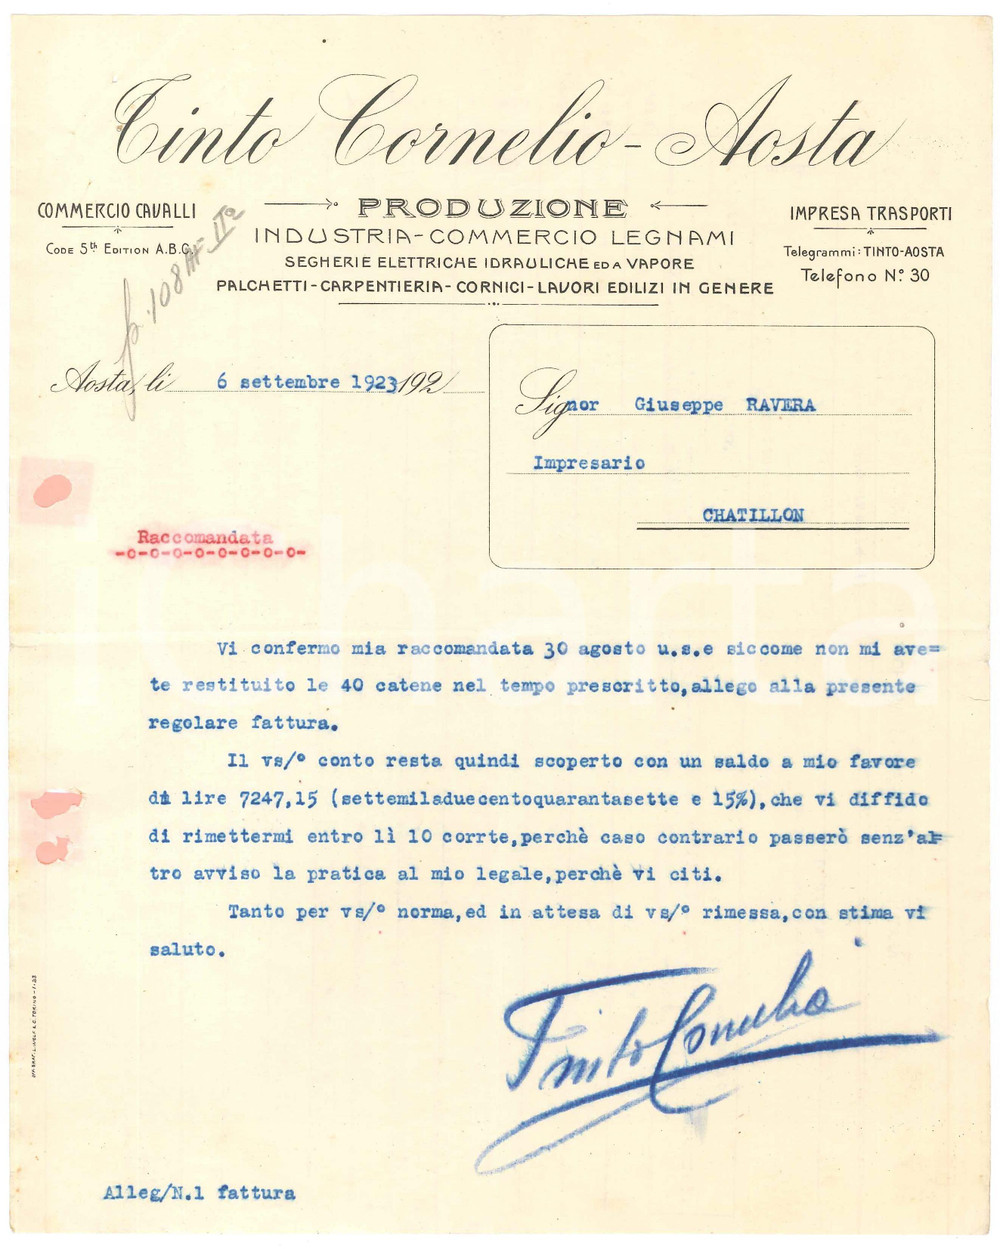 Tinto Cornelio - Aosta
COMMERCIO CAVALLI
CODE 5th EDITION A.B.C.
PRODUZIONE
INDUSTRIA-COMMERCIO LEGNAMI
SEGHERIE ELETTRICHE IDRAULICHE ED A VAPORE
PALCHETTI-CARPENTIERIA-CORNICI-LAVORI EDILIZI IN GENERE
IMPRESA TRASPORTI
Telegrammi: TINTO-AOSTA
Telefono N.º 30
Aosta, li 6 settembre 1923 192
Signor Giuseppe RAVERA
Impresario
CHATILLON
Raccomandata
-o-o-o-o-o-o-o-o-
Vi confermo mia raccomandata 30 agosto u.s.e siccome non mi ave=
te restituito le 40 catene nel tempo prescritto,allego alla presente
regolare fattura.
Il vs/° conto resta quindi scoperto con un saldo a mio favore
di lire 7247,15 (settemiladuecentoquarantasette e 15%),che vi diffido
di rimettermi entro lì 10 corrte,perchè caso contrario passerò senz'al=
tro avviso la pratica al mio legale,perchè vi citi.
Tanto per vs/° norma,ed in attesa di vs/° rimessa,con stima vi
saluto.
Tinto Cornelio
Alleg/N.1 fattura